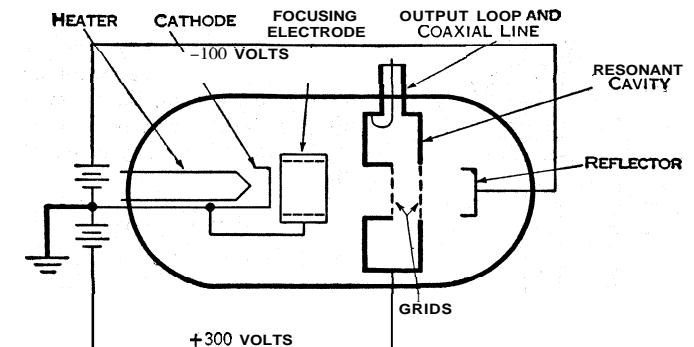 HEATER
CATHODE
FOCUSING
ELECTRODE
OUTPUT LOOP AND
COAXIAL LINE
−100 VOLTS
RESONANT
CAVITY
REFLECTOR
GRIDS
+300 VOLTS